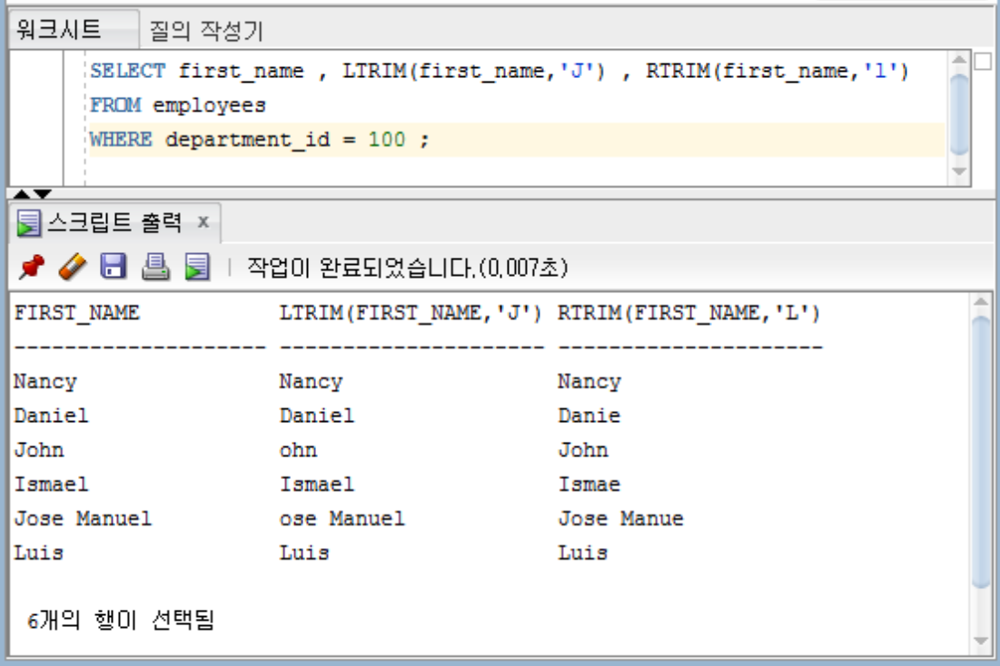 워크시트 질의 작성기
SELECT first_name , LTRIM(first_name,'J') , RTRIM(first_name,'l')
FROM employees
WHERE department_id = 100 ;
스크립트 출력 x
작업이 완료되었습니다.(0.007초)
FIRST_NAME LTRIM(FIRST_NAME,'J') RTRIM(FIRST_NAME,'L')
-------------------- --------------------- ---------------------
Nancy Nancy Nancy
Daniel Daniel Danie
John ohn John
Ismael Ismael Ismae
Jose Manuel ose Manuel Jose Manue
Luis Luis Luis
6개의 행이 선택됨